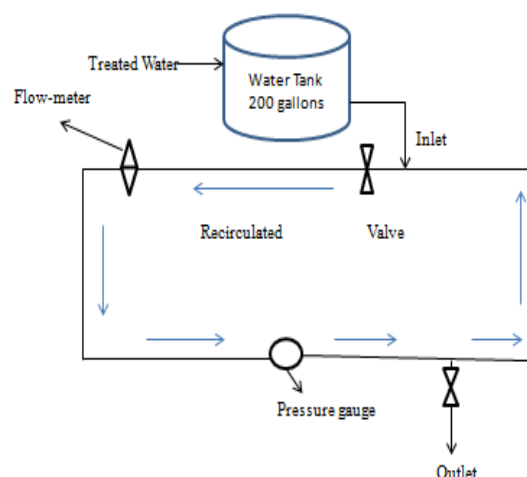 Treated Water
Water Tank
200 gallons
Flow-meter
Inlet
Recirculated
Valve
Pressure gauge
Outlet